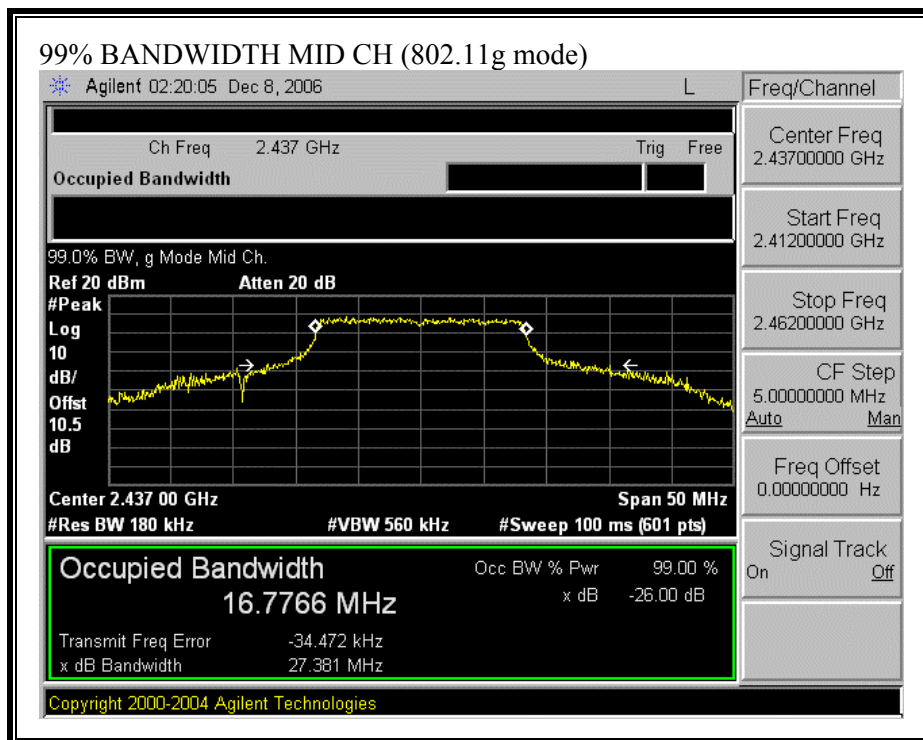 99% BANDWIDTH MID CH (802.11g mode)
Agilent 02:20:05 Dec 8, 2006 L
Freq/Channel
Ch Freq 2.437 GHz Trig Free
Occupied Bandwidth
Center Freq
2.43700000 GHz
Start Freq
2.41200000 GHz
99.0% BW, g Mode Mid Ch.
Ref 20 dBm Atten 20 dB
#Peak
Log
10
dB/
Offst
10.5
dB
Stop Freq
2.46200000 GHz
CF Step
5.00000000 MHz
Auto Man
Freq Offset
0.00000000 Hz
Center 2.437 00 GHz Span 50 MHz
#Res BW 180 kHz #VBW 560 kHz #Sweep 100 ms (601 pts)
Signal Track
On Off
Occupied Bandwidth Occ BW % Pwr 99.00 %
16.7766 MHz x dB -26.00 dB
Transmit Freq Error -34.472 kHz
x dB Bandwidth 27.381 MHz
Copyright 2000-2004 Agilent Technologies